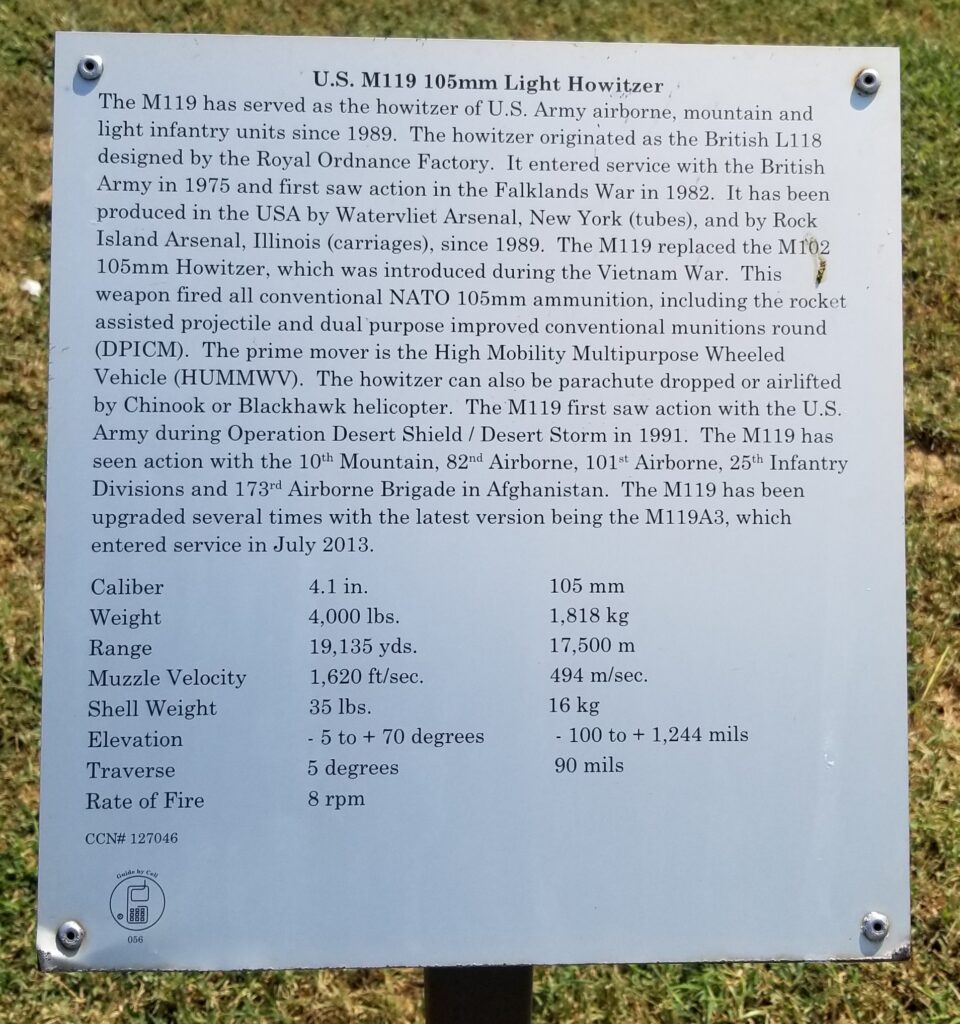 U.S. M119 105mm Light Howitzer
The M119 has served as the howitzer of U.S. Army airborne, mountain and
light infantry units since 1989. The howitzer originated as the British L118
designed by the Royal Ordnance Factory. It entered service with the British
Army in 1975 and first saw action in the Falklands War in 1982. It has been
produced in the USA by Watervliet Arsenal, New York (tubes), and by Rock
Island Arsenal, Illinois (carriages), since 1989. The M119 replaced the M102
105mm Howitzer, which was introduced during the Vietnam War. This
weapon fired all conventional NATO 105mm ammunition, including the rocket
assisted projectile and dual purpose improved conventional munitions round
(DPICM). The prime mover is the High Mobility Multipurpose Wheeled
Vehicle (HUMMWV). The howitzer can also be parachute dropped or airlifted
by Chinook or Blackhawk helicopter. The M119 first saw action with the U.S.
Army during Operation Desert Shield / Desert Storm in 1991. The M119 has
seen action with the 10th Mountain, 82nd Airborne, 101st Airborne, 25th Infantry
Divisions and 173rd Airborne Brigade in Afghanistan. The M119 has been
upgraded several times with the latest version being the M119A3, which
entered service in July 2013.
Caliber 4.1 in. 105 mm
Weight 4,000 lbs. 1,818 kg
Range 19,135 yds. 17,500 m
Muzzle Velocity 1,620 ft/sec. 494 m/sec.
Shell Weight 35 lbs. 16 kg
Elevation - 5 to + 70 degrees - 100 to + 1,244 mils
Traverse 5 degrees 90 mils
Rate of Fire 8 rpm
CCN# 127046
Guide by Cell
056